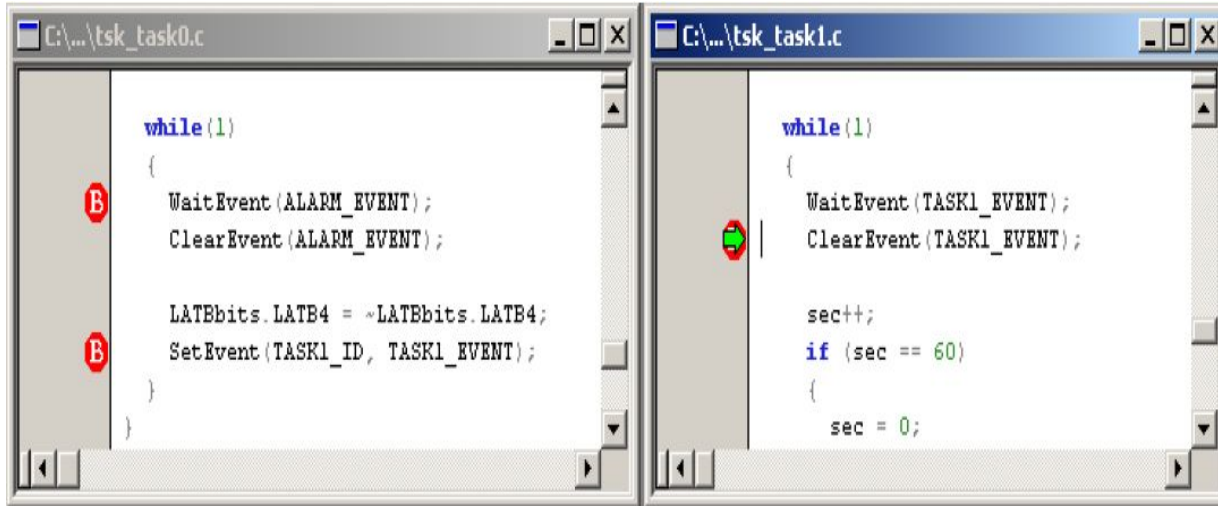 C:\...\tsk_task0.c
while(1)
{
B
WaitEvent(ALARM_EVENT);
ClearEvent(ALARM_EVENT);
LATBbits.LATB4 = ~LATBbits.LATB4;
B
SetEvent(TASK1_ID, TASK1_EVENT);
}
}
C:\...\tsk_task1.c
while(1)
{
WaitEvent(TASK1_EVENT);
ClearEvent(TASK1_EVENT);
sec++;
if (sec == 60)
{
sec = 0;